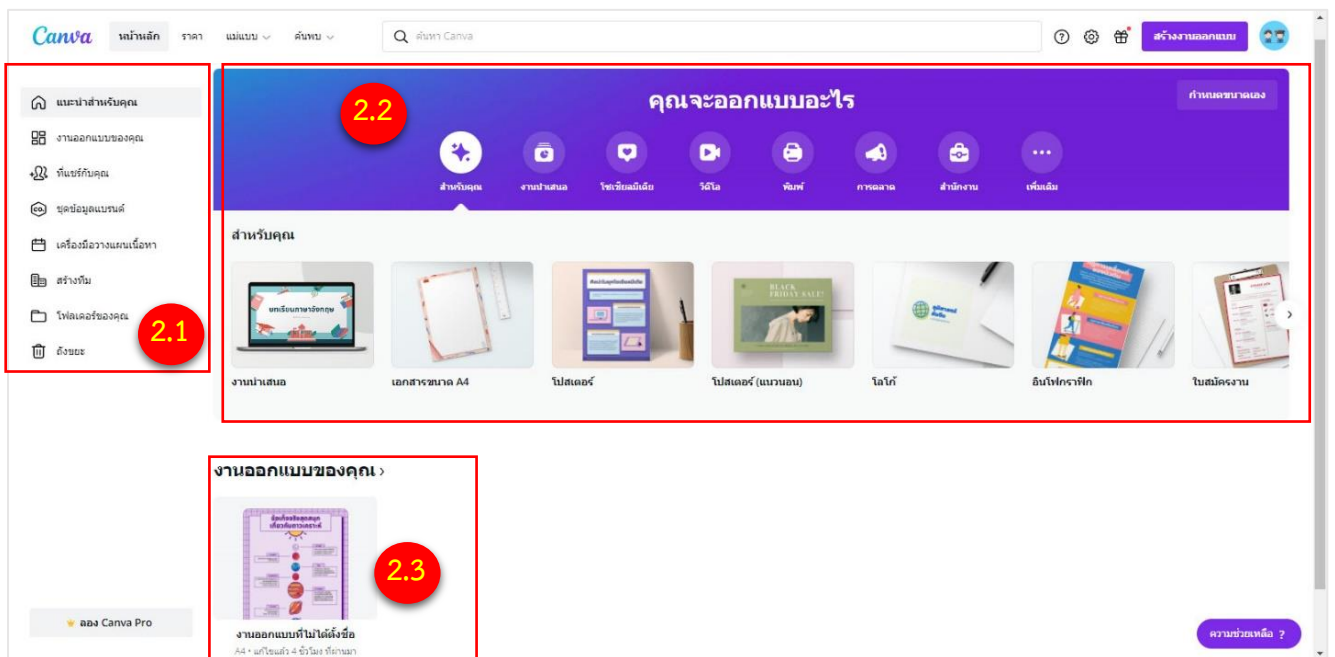 Canva หน้าหลัก ราคา แม่แบบ ค้นพบ ค้นหา Canva สร้างงานออกแบบ
แนะนำสำหรับคุณ
งานออกแบบของคุณ
ที่แชร์กับคุณ
ชุดข้อมูลแบรนด์
เครื่องมือวางแผนเนื้อหา
สร้างทีม
โฟลเดอร์ของคุณ
ถังขยะ
2.1
2.2
คุณจะออกแบบอะไร
กำหนดขนาดเอง
สำหรับคุณ งานนำเสนอ โซเชียลมีเดีย วิดีโอ พิมพ์ การตลาด สำนักงาน เพิ่มเติม
สำหรับคุณ
บทเรียนภาษาอังกฤษ
BLACK
FRIDAY SALE!
งานนำเสนอ เอกสารขนาด A4 โปสเตอร์ โปสเตอร์ (แนวนอน) โลโก้ อินโฟกราฟิก ใบสมัครงาน
งานออกแบบของคุณ
2.3
งานออกแบบที่ไม่ได้ตั้งชื่อ
A4 • แก้ไขแล้ว 4 ชั่วโมง ที่ผ่านมา
ลอง Canva Pro
ความช่วยเหลือ ?